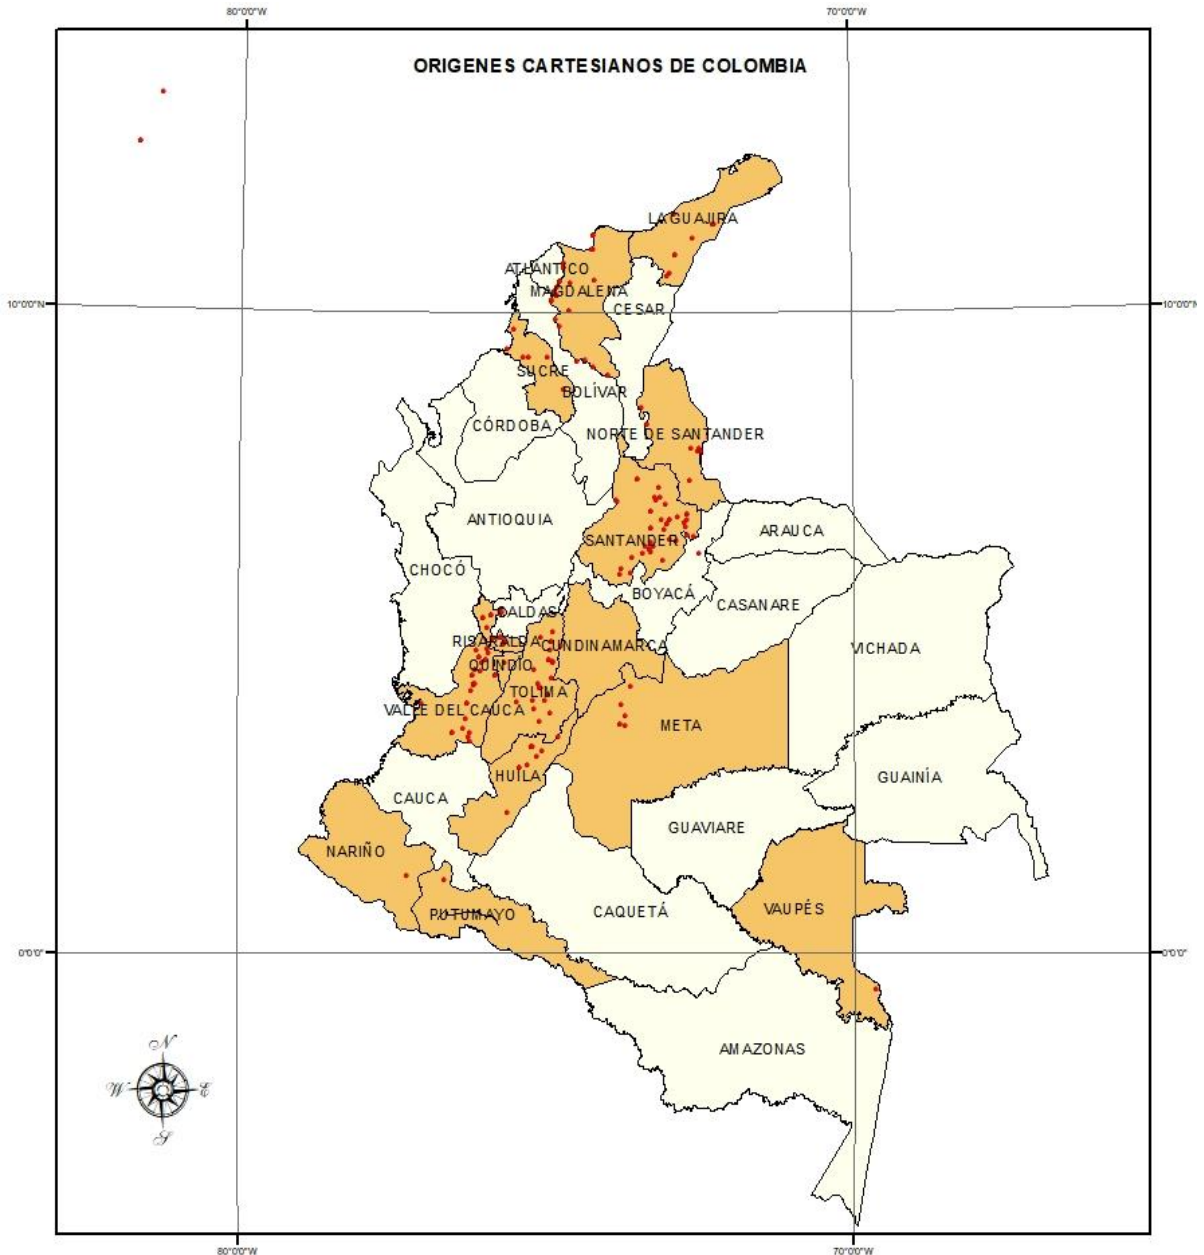 80°0'0"W
70°0'0"W
ORIGENES CARTESIANOS DE COLOMBIA
LA GUAJIRA
ATLÁNTICO
MAGDALENA
10°0'0"N
10°0'0"N
CESAR
SUCRE
BOLÍVAR
CÓRDOBA
NORTE DE SANTANDER
ANTIOQUIA
ARAUCA
SANTANDER
CHOCÓ
BOYACÁ
CASANARE
CALDAS
RISARALDA
CUNDINAMARCA
VICHADA
QUINDÍO
TOLIMA
VALLE DEL CAUCA
META
HUILA
GUAINÍA
CAUCA
GUAVIARE
NARIÑO
PUTUMAYO
CAQUETÁ
VAUPÉS
0°0'0"
0°0'0"
AMAZONAS
N
W
E
S
80°0'0"W
70°0'0"W